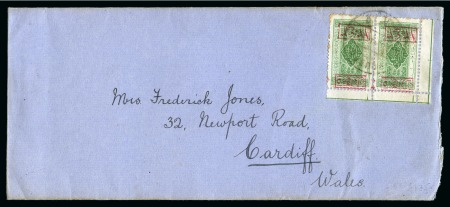 Mrs Frederick Jones,
32, Newport Road,
Cardiff.
Wales.